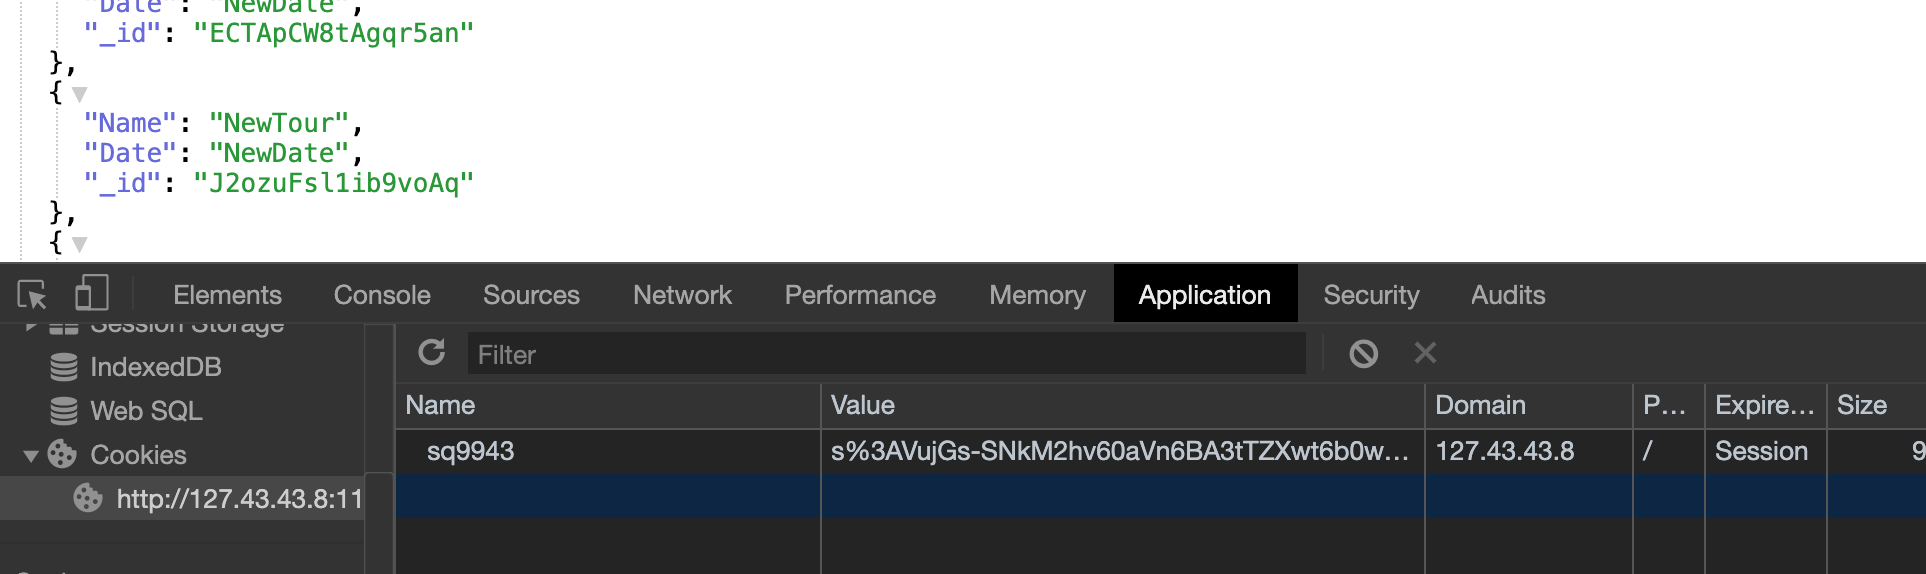 "Date": "NewDate",
"_id": "ECTApCW8tAgqr5an"
},
{
"Name": "NewTour",
"Date": "NewDate",
"_id": "J2ozuFsl1ib9voAq"
},
{
Elements Console Sources Network Performance Memory Application Security Audits
Session Storage
IndexedDB
Web SQL
Cookies
http://127.43.43.8:11
Filter
Name Value Domain P... Expire... Size
sq9943 s%3AVujGs-SNkM2hv60aVn6BA3tTZXwt6b0w... 127.43.43.8 / Session 9